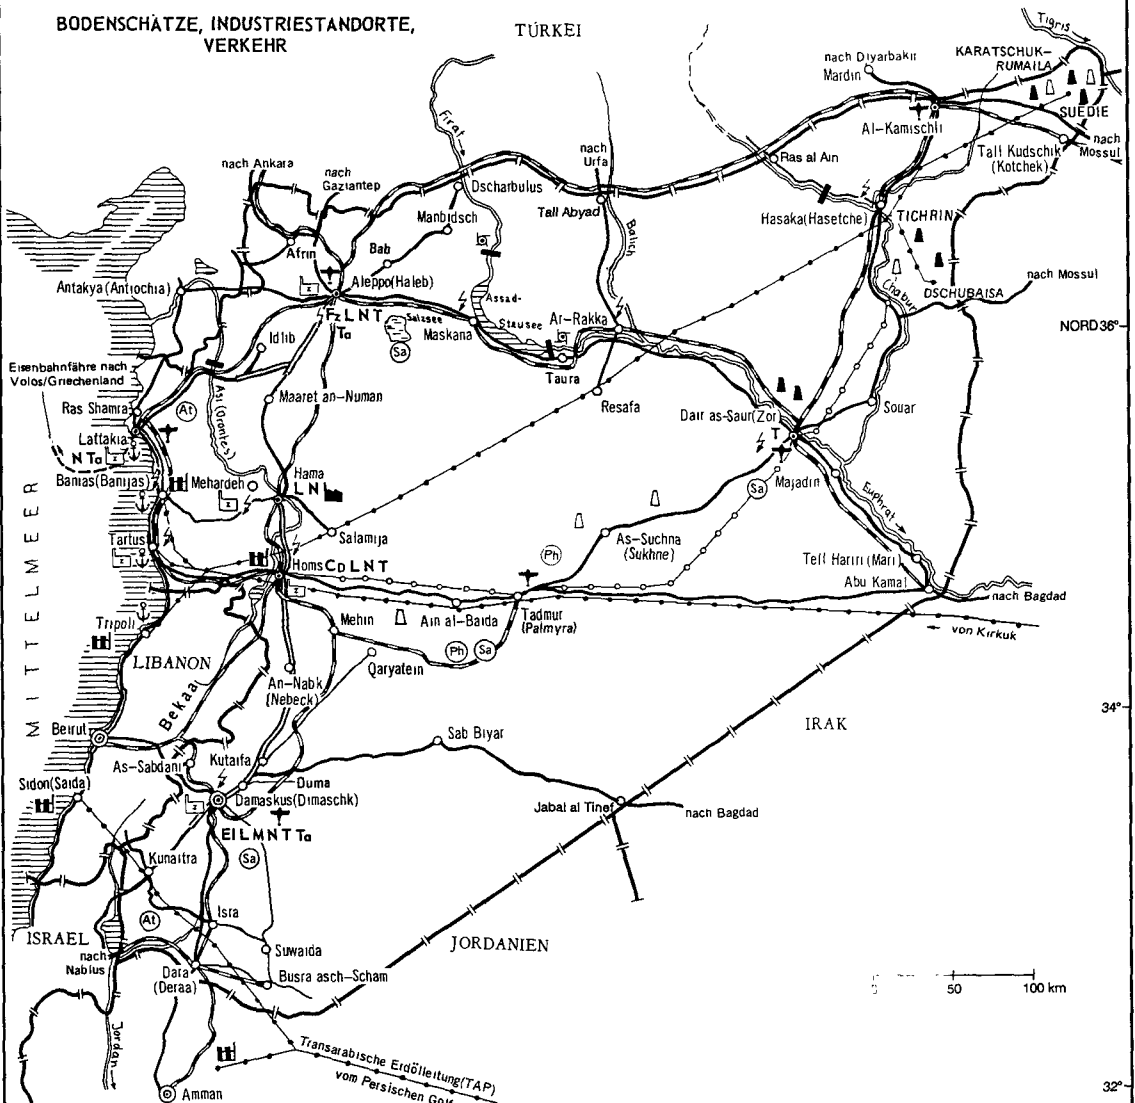 BODENSCHÄTZE, INDUSTRIESTANDORTE,
VERKEHR
TÜRKEI
Tigris
nach Diyarbakir
Mardin
KARATSCHUK-
RUMAILA
SUEDIE
Al-Kamischli
nach
Mossul
Tall Kudschik
(Kotchek)
Firat
nach
Urfa
Ras al Ain
nach Ankara
nach
Gaziantep
Dscharbulus
Tall Abyad
Hasaka (Hasetche)
TICHRIN
Manbidsch
Balich
Afrin
Bab
nach Mossul
Antakya (Antiochia)
Aleppo (Haleb)
Chabur
DSCHUBAISA
Assad-
Stausee
Fz L N T
Ta
Salzsee
Sa
Maskana
Ar-Rakka
NORD 36°
Idlib
Eisenbahnfähre nach
Volos/Griechenland
Taura
Asi (Orontes)
Maaret an-Numan
Resafa
Souar
Ras Shamra
At
Dair as-Saur (Zor)
T
Lattakia
N Ta
Banias (Banijas)
Mehardeh
Hama
L N
Majadin
Sa
Euphrat
MITTELMEER
Tartus
Salamija
As-Suchna
(Sukhne)
Ph
Tell Hariri (Mari)
Abu Kamal
Homs CD L N T
nach Bagdad
Tadmur
(Palmyra)
Ain al-Baida
von Kirkuk
Tripoli
Mehin
Ph
Sa
LIBANON
Qaryatein
An-Nabk
(Nebeck)
Bekaa
34°
IRAK
Beirut
Sab Biyar
As-Sabdani
Kutaifa
Sidon (Saida)
Duma
Damaskus (Dimaschk)
Jabal al Tinef
nach Bagdad
E I L M N T Ta
Sa
Kunaitra
At
Isra
ISRAEL
nach
Nablus
Suwaida
JORDANIEN
Dara
(Deraa)
Busra asch-Scham
50
100 km
Jordan
Transarabische Erdölleitung (TAP)
vom Persischen Golf
Amman
32°